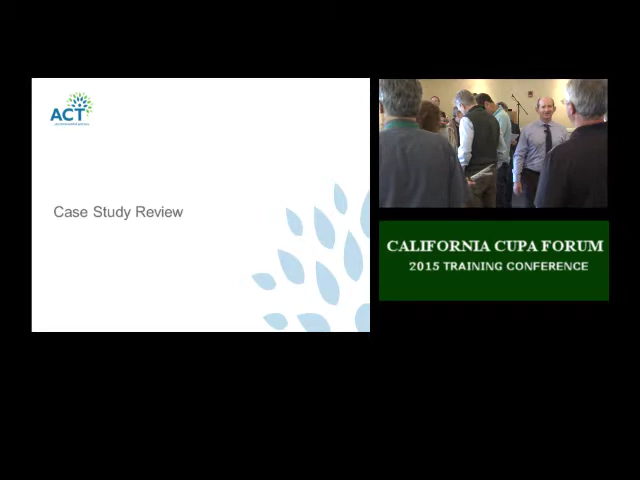 ACT
Case Study Review
CALIFORNIA CUPA FORUM
2015 TRAINING CONFERENCE